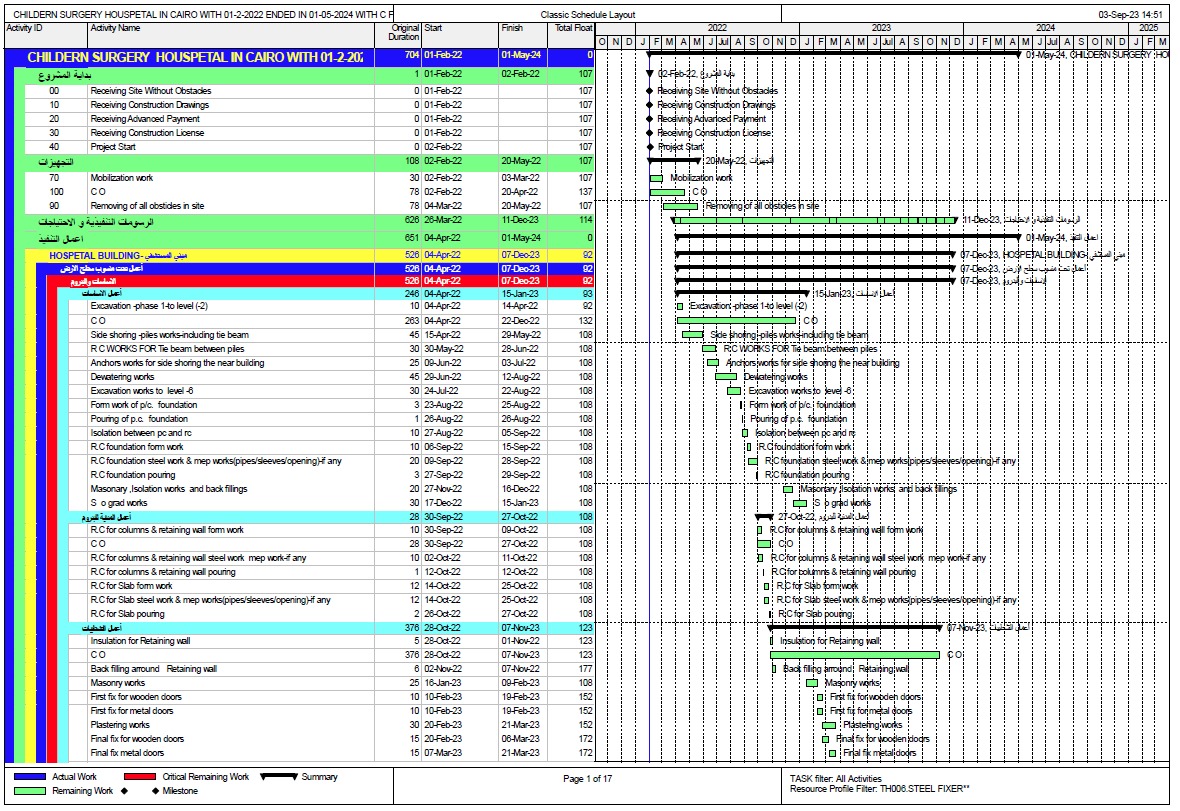 CHILDERN SURGERY HOUSPETAL IN CAIRO WITH 01-2-2022 ENDED IN 01-05-2024 WITH C F Classic Schedule Layout 03-Sep-23 14:51
Activity ID Activity Name Original Duration Start Finish Total Float 2022 2023 2024 2025
O N D J F M A M J Jul A S O N D J F M A M J Jul A S O N D J F M A M J Jul A S O N D J F M
CHILDERN SURGERY HOUSPETAL IN CAIRO WITH 01-2-202 704 01-Feb-22 01-May-24 0 01-May-24, CHILDERN SURGERY HOU
بداية المشروع 1 01-Feb-22 02-Feb-22 107 02-Feb-22, بداية المشروع
00 Receiving Site Without Obstacles 0 01-Feb-22 107 Receiving Site Without Obstacles
10 Receiving Construction Drawings 0 01-Feb-22 107 Receiving Construction Drawings
20 Receiving Advanced Payment 0 01-Feb-22 107 Receiving Advanced Payment
30 Receiving Construction License 0 01-Feb-22 107 Receiving Construction License
40 Project Start 0 01-Feb-22 107 Project Start
التجهيزات 108 02-Feb-22 20-May-22 107 20-May-22, التجهيزات
70 Mobilization work 30 02-Feb-22 03-Mar-22 107 Mobilization work
100 C O 78 02-Feb-22 20-Apr-22 137 C O
90 Removing of all obsticles in site 78 04-Mar-22 20-May-22 107 Removing of all obsticles in site
الرسومات التنفيذية و الاحتياجات 626 26-Mar-22 11-Dec-23 114 11-Dec-23, الرسومات التنفيذية و الاحتياجات
اعمال التنفيذ 651 04-Apr-22 01-May-24 0 01-May-24, اعمال التنفيذ
HOSPETAL BUILDING-مبني المستشفي 526 04-Apr-22 07-Dec-23 92 07-Dec-23, HOSPETAL BUILDING-مبني المستشفي
أعمال تحت منسوب سطح الارض 526 04-Apr-22 07-Dec-23 92 07-Dec-23, أعمال تحت منسوب سطح الارض
الاساسات والبدروم 526 04-Apr-22 07-Dec-23 92 07-Dec-23, الاساسات والبدروم
أعمال الاساسات 246 04-Apr-22 15-Jan-23 93 15-Jan-23, أعمال الاساسات
Excavation -phase 1-to level (-2) 10 04-Apr-22 14-Apr-22 92 Excavation -phase 1-to level (-2)
C O 263 04-Apr-22 22-Dec-22 132 C O
Side shoring -piles works-including tie beam 45 15-Apr-22 29-May-22 108 Side shoring -piles works-including tie beam
R C WORKS FOR Tie beam between piles 30 30-May-22 28-Jun-22 108 R C WORKS FOR Tie beam between piles
Anchors works for side shoring the near building 25 09-Jun-22 03-Jul-22 108 Anchors works for side shoring the near building
Dewatering works 45 29-Jun-22 12-Aug-22 108 Dewatering works
Excavation works to level -6 30 24-Jul-22 22-Aug-22 108 Excavation works to level -6
Form work of p/c. foundation 3 23-Aug-22 25-Aug-22 108 Form work of p/c. foundation
Pouring of p.c. foundation 1 26-Aug-22 26-Aug-22 108 Pouring of p.c. foundation
Isolation between pc and rc 10 27-Aug-22 05-Sep-22 108 Isolation between pc and rc
R.C foundation form work 10 06-Sep-22 15-Sep-22 108 R.C foundation form work
R.C foundation steel work & mep works(pipes/sleeves/opening)-if any 20 09-Sep-22 28-Sep-22 108 R.C foundation steel work & mep works(pipes/sleeves/opening)-if any
R.C foundation pouring 3 27-Sep-22 29-Sep-22 108 R.C foundation pouring
Masonary ,Isolation works and back fillings 20 27-Nov-22 16-Dec-22 108 Masonary ,Isolation works and back fillings
S o grad works 30 17-Dec-22 15-Jan-23 108 S o grad works
أعمال المبنية للبدروم 28 30-Sep-22 27-Oct-22 108 27-Oct-22, أعمال المبنية للبدروم
R.C for columns & retaining wall form work 10 30-Sep-22 09-Oct-22 108 R.C for columns & retaining wall form work
C O 28 30-Sep-22 27-Oct-22 108 C O
R.C for columns & retaining wall steel work mep work-if any 10 02-Oct-22 11-Oct-22 108 R.C for columns & retaining wall steel work mep work-if any
R.C for columns & retaining wall pouring 1 12-Oct-22 12-Oct-22 108 R.C for columns & retaining wall pouring
R.C for Slab form work 12 14-Oct-22 25-Oct-22 108 R.C for Slab form work
R.C for Slab steel work & mep works(pipes/sleeves/opening)-if any 12 14-Oct-22 25-Oct-22 108 R.C for Slab steel work & mep works(pipes/sleeves/opening)-if any
R.C for Slab pouring 2 26-Oct-22 27-Oct-22 108 R.C for Slab pouring
أعمال التشطيبات 376 28-Oct-22 07-Nov-23 123 07-Nov-23, أعمال التشطيبات
Insulation for Retaining wall 5 28-Oct-22 01-Nov-22 123 Insulation for Retaining wall
C O 376 28-Oct-22 07-Nov-23 123 C O
Back filling arround Retaining wall 6 02-Nov-22 07-Nov-22 177 Back filling arround Retaining wall
Masonry works 25 16-Jan-23 09-Feb-23 108 Masonry works
First fix for wooden doors 10 10-Feb-23 19-Feb-23 152 First fix for wooden doors
First fix for metal doors 10 10-Feb-23 19-Feb-23 152 First fix for metal doors
Plastering works 30 20-Feb-23 21-Mar-23 152 Plastering works
Final fix for wooden doors 15 20-Feb-23 06-Mar-23 172 Final fix for wooden doors
Final fix metal doors 15 07-Mar-23 21-Mar-23 172 Final fix metal doors
Actual Work Critical Remaining Work Summary Page 1 of 17 TASK filter: All Activities
Remaining Work Milestone Resource Profile Filter: TH006.STEEL FIXER**